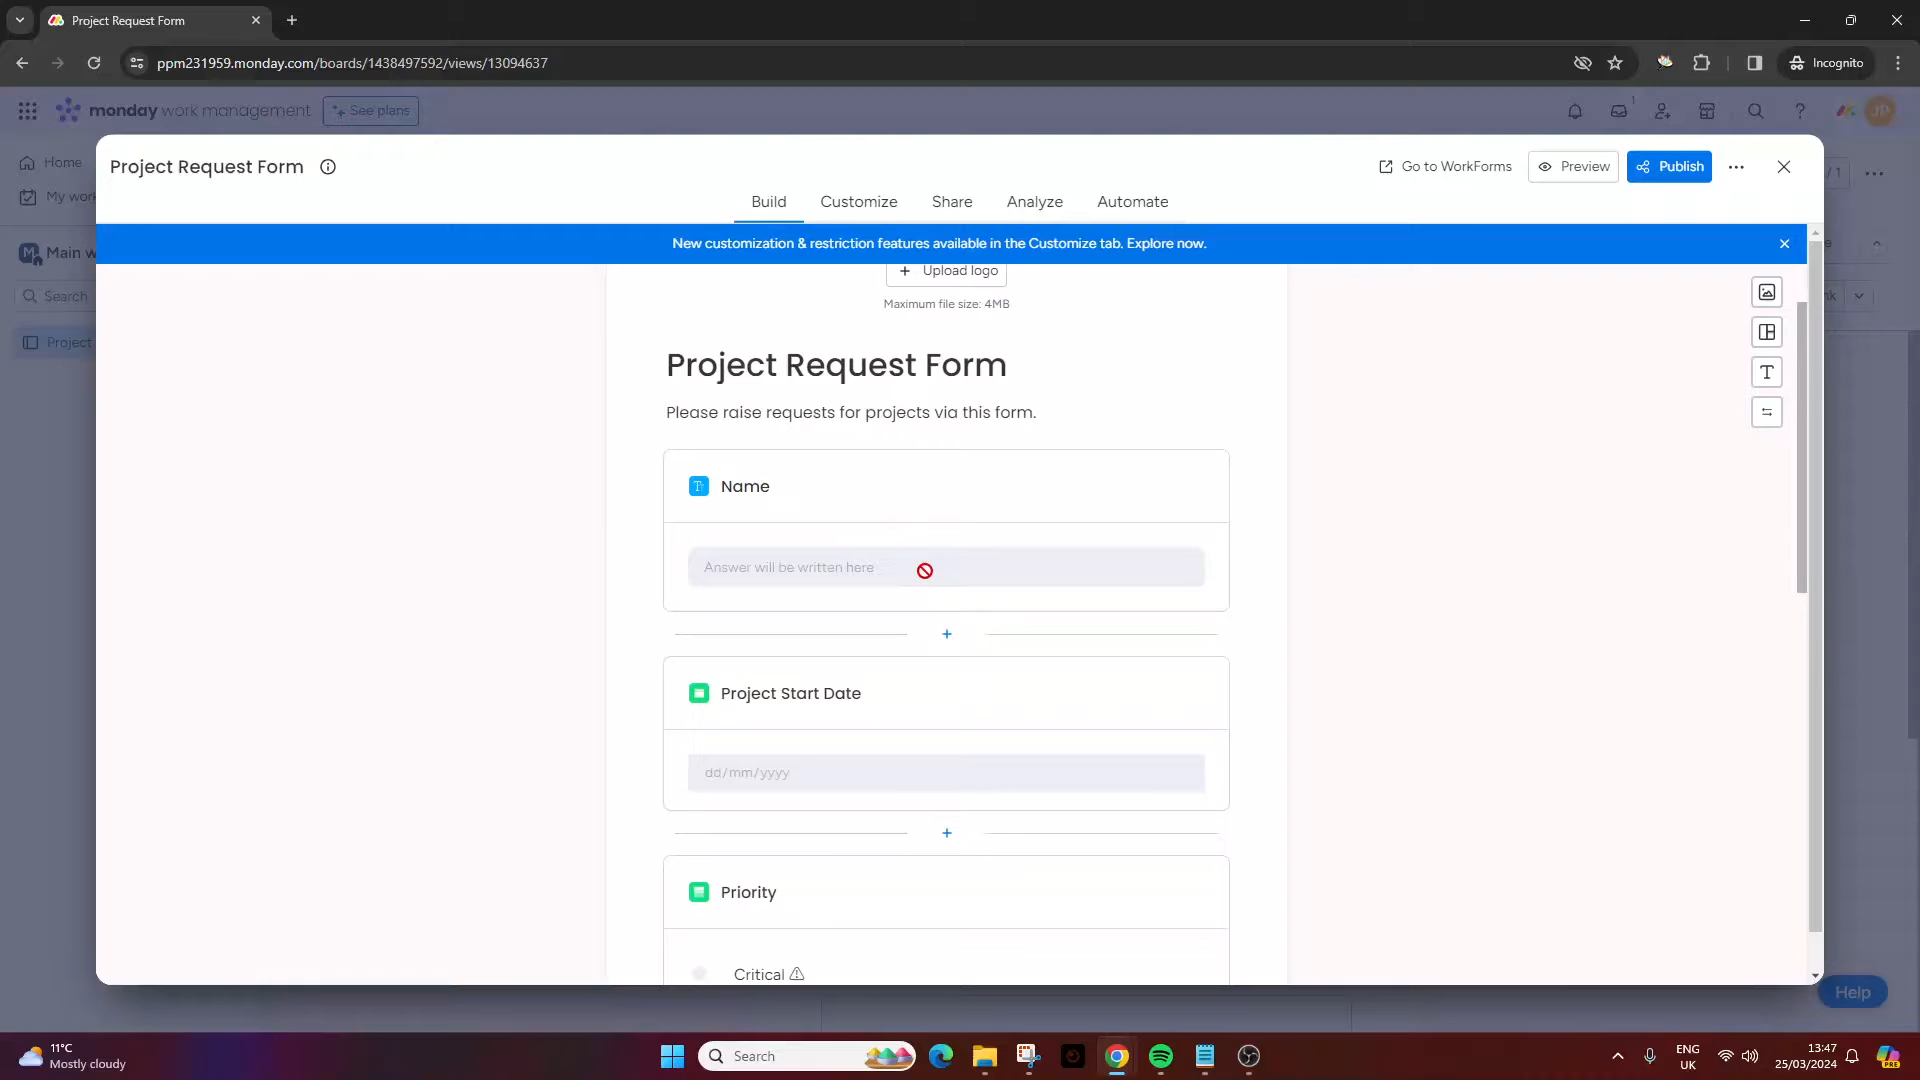 Project Request Form
ppm231959.monday.com/boards/1438497592/views/13094637
Incognito
monday work management
See plans
1
JP
Home
My work
Main w
Search
Project
/ 1
Project Request Form
Go to WorkForms
Preview
Publish
Build
Customize
Share
Analyze
Automate
New customization & restriction features available in the Customize tab. Explore now.
Upload logo
Maximum file size: 4MB
Project Request Form
Please raise requests for projects via this form.
Name
Answer will be written here
Project Start Date
dd/mm/yyyy
Priority
Critical
Help
11°C
Mostly cloudy
Search
ENG
UK
13:47
25/03/2024
PRE